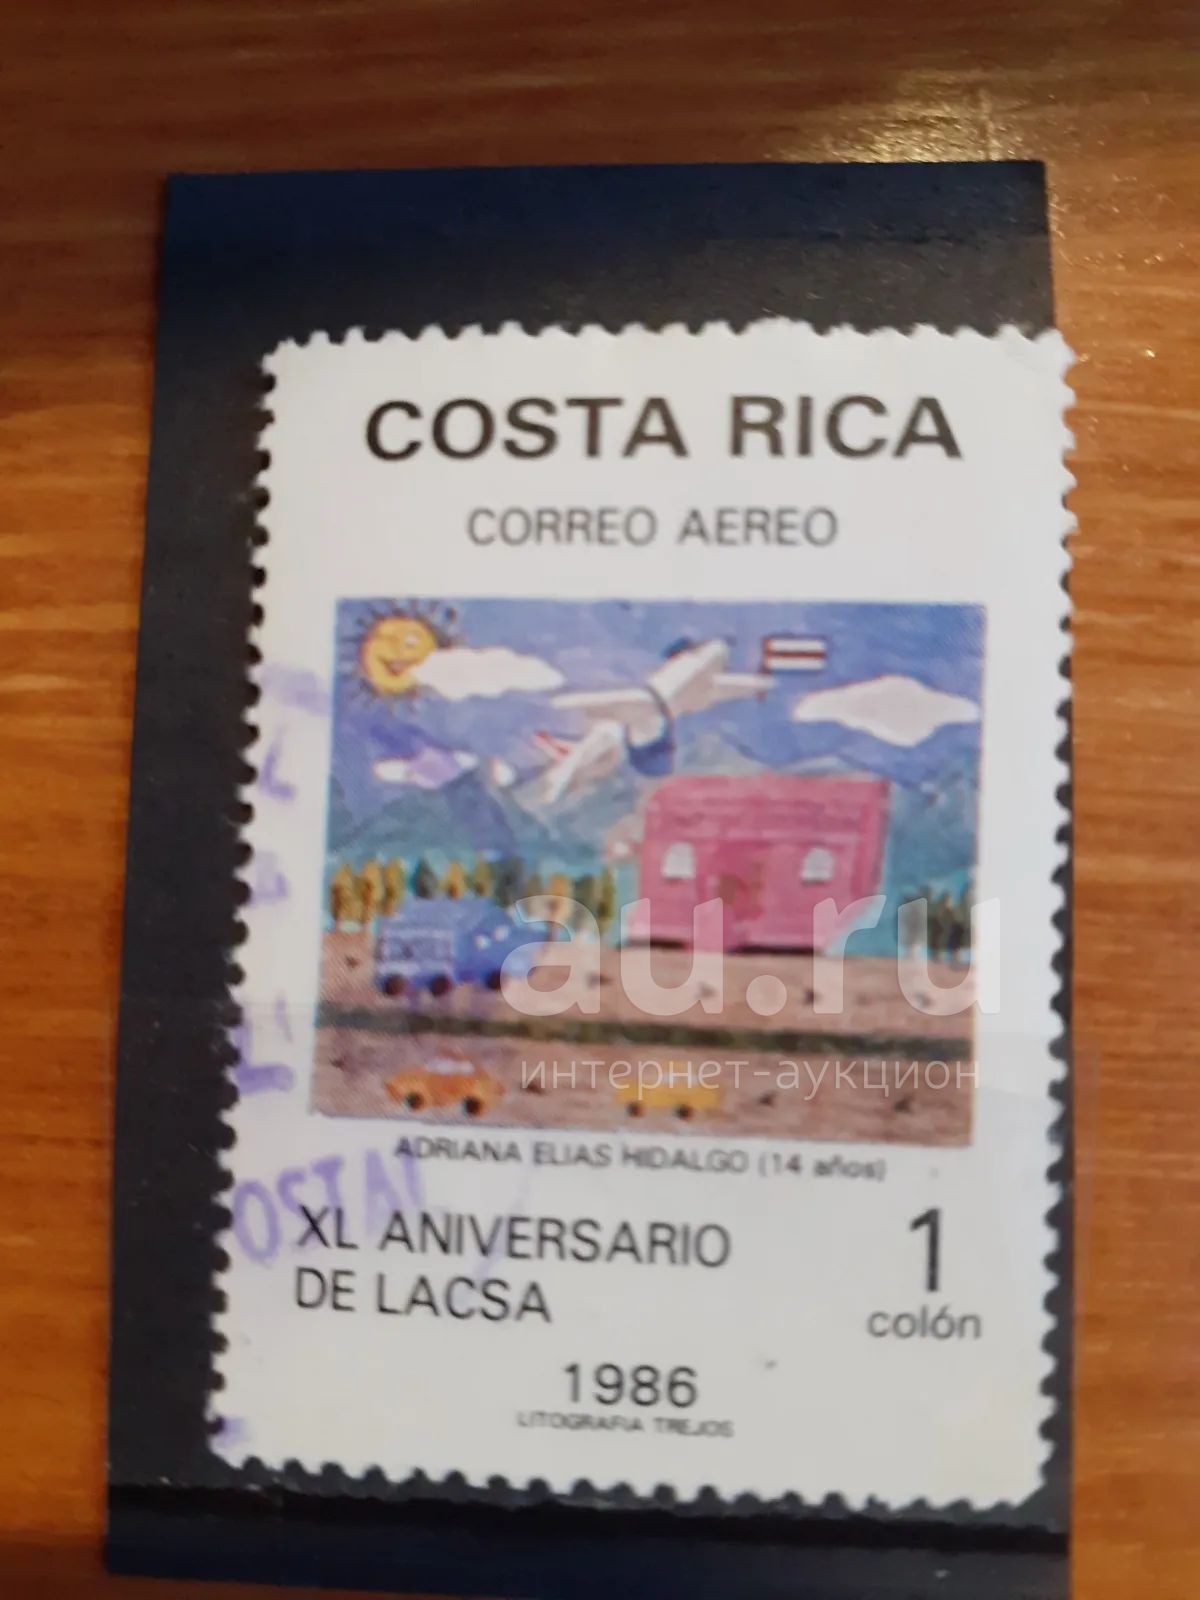 COSTA RICA
CORREO AEREO
au.ru
интернет-аукцион
ADRIANA ELIAS HIDALGO (14 años)
OSTAL
XL ANIVERSARIO
DE LACSA
1
colón
1986
LITOGRAFIA TREJOS